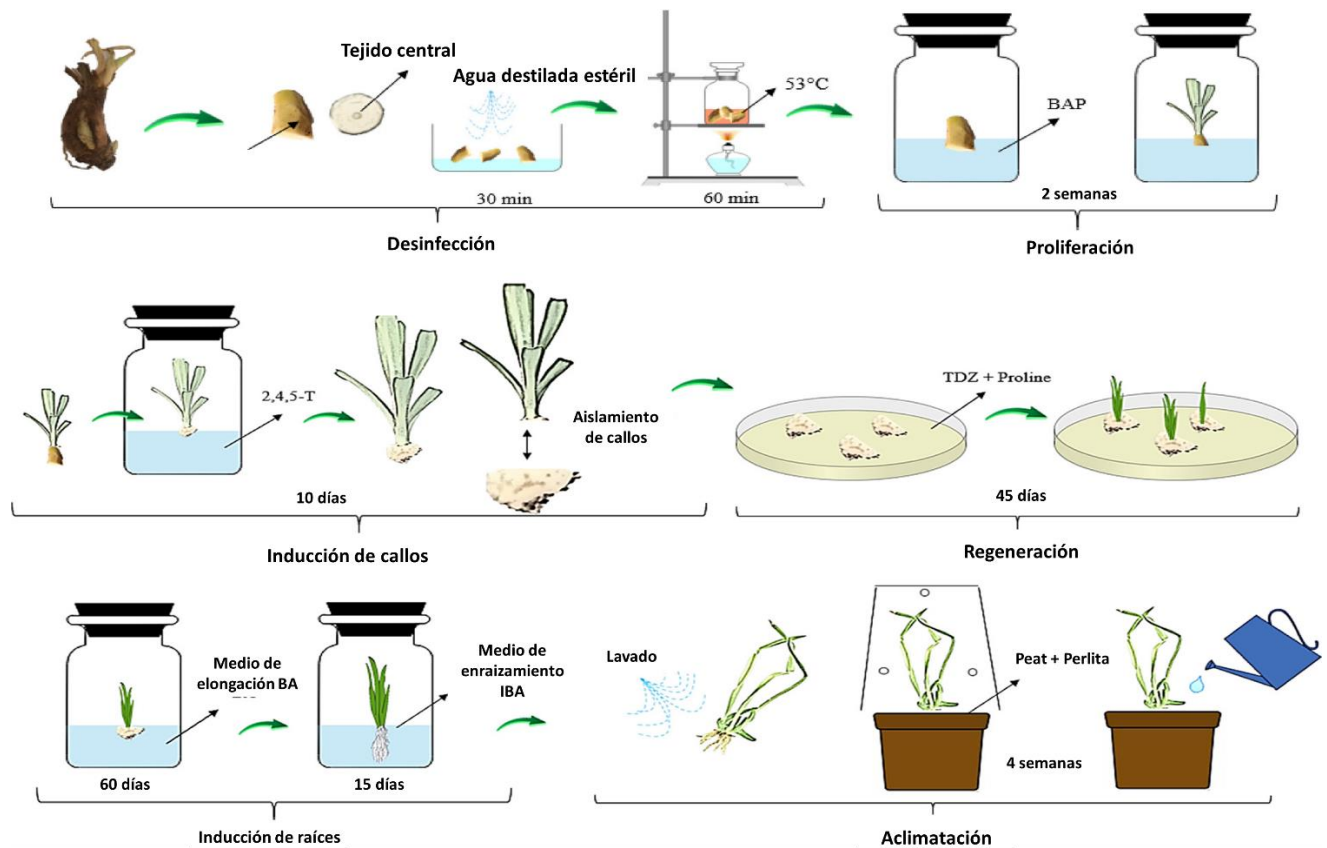 Tejido central
Agua destilada estéril
53°C
BAP
30 min
60 min
2 semanas
Desinfección
Proliferación
2,4,5-T
Aislamiento
de callos
TDZ + Proline
10 días
45 días
Inducción de callos
Regeneración
Medio de
elongación BA
Medio de
enraizamiento
IBA
Lavado
Peat + Perlita
60 días
15 días
4 semanas
Inducción de raíces
Aclimatación